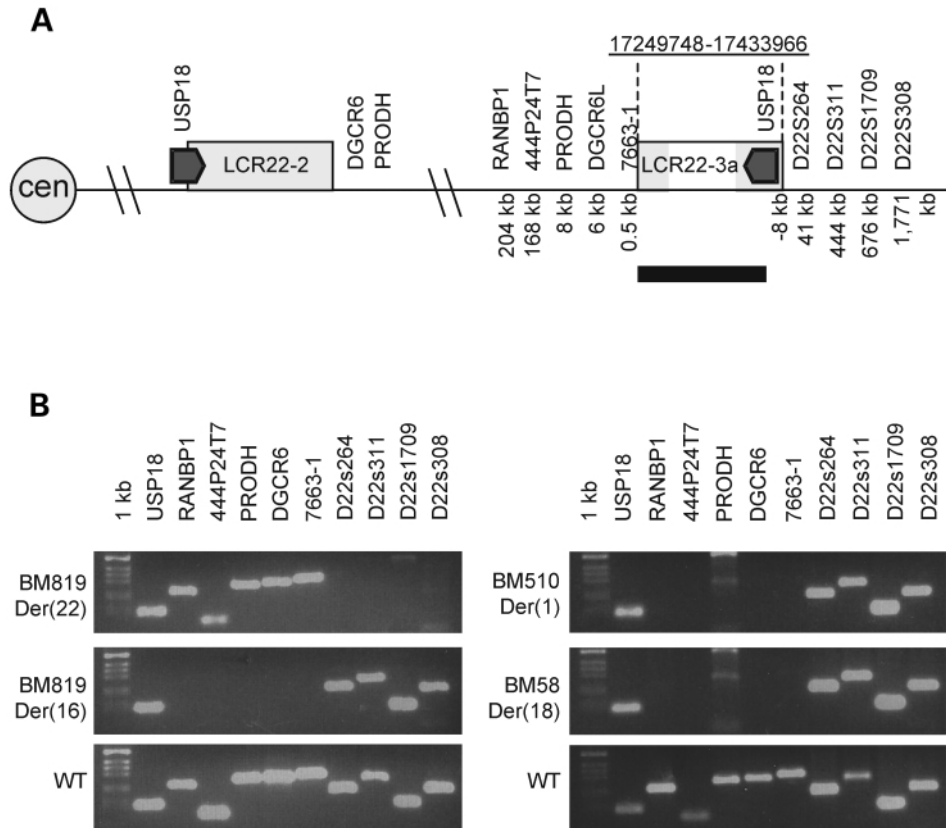 A
17249748-17433966
USP18
DGCR6
PRODH
RANBP1
444P24T7
PRODH
DGCR6L
7663-1
USP18
D22S264
D22S311
D22S1709
D22S308
cen
LCR22-2
LCR22-3a
204 kb
168 kb
8 kb
6 kb
0.5 kb
-8 kb
41 kb
444 kb
676 kb
1,771
kb
B
1 kb
USP18
RANBP1
444P24T7
PRODH
DGCR6
7663-1
D22s264
D22s311
D22s1709
D22s308
BM819
Der(22)
BM819
Der(16)
WT
1 kb
USP18
RANBP1
444P24T7
PRODH
DGCR6
7663-1
D22s264
D22s311
D22s1709
D22s308
BM510
Der(1)
BM58
Der(18)
WT